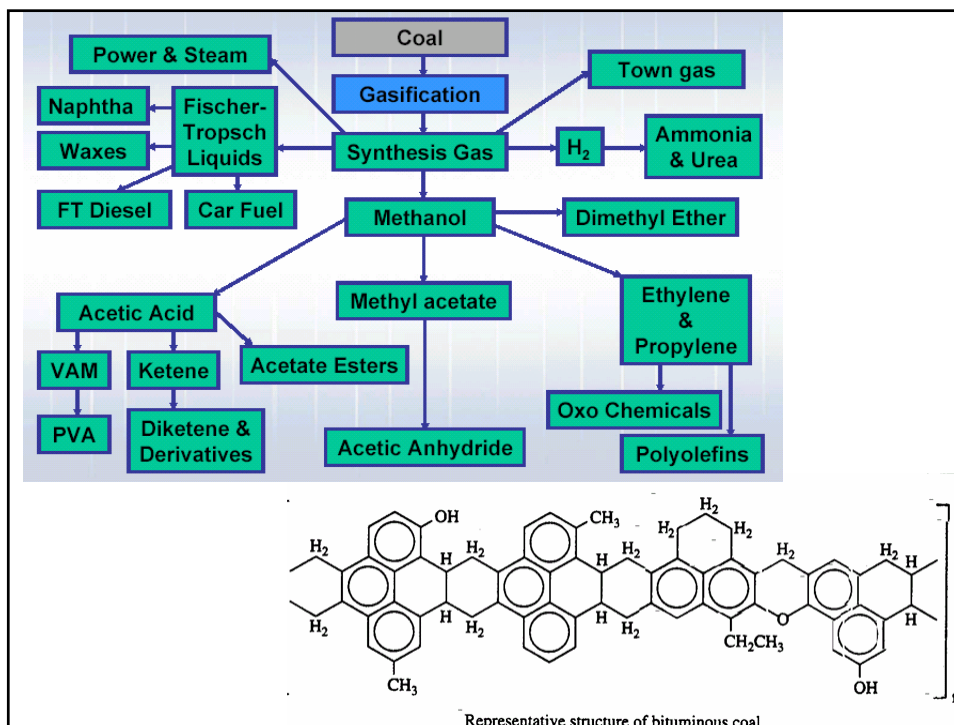 Coal
Power & Steam
Town gas
Gasification
Naphtha
Fischer-
Tropsch
Liquids
Waxes
Synthesis Gas
H2
Ammonia
& Urea
FT Diesel
Car Fuel
Methanol
Dimethyl Ether
Acetic Acid
Methyl acetate
Ethylene
&
Propylene
VAM
Ketene
Acetate Esters
Oxo Chemicals
PVA
Diketene &
Derivatives
Acetic Anhydride
Polyolefins
H2
OH
CH3
H2
H2
H2
H
H2
H
H2
H2
H2
H
H2
H
H2
H
H2
H
H2
O
H
CH2CH3
CH3
OH
Representative structure of bituminous coal